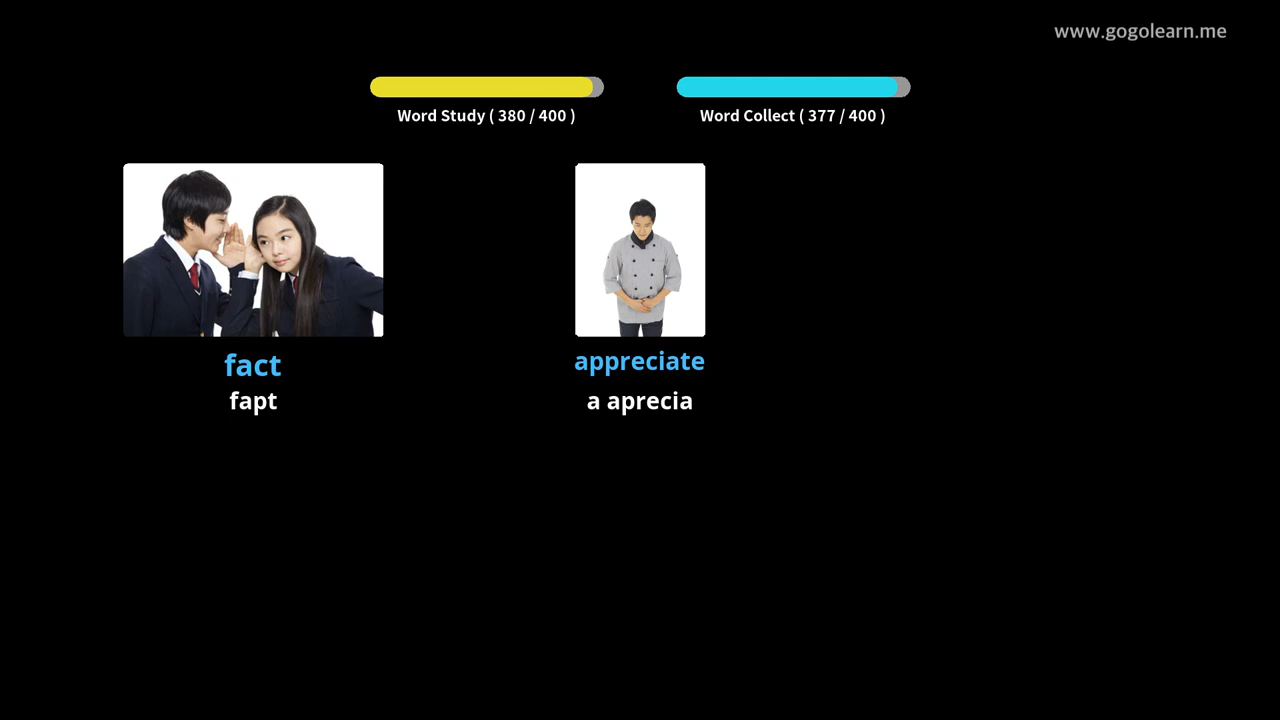 www.gogolearn.me
Word Study ( 380 / 400 )
Word Collect ( 377 / 400 )
fact
fapt
appreciate
a aprecia